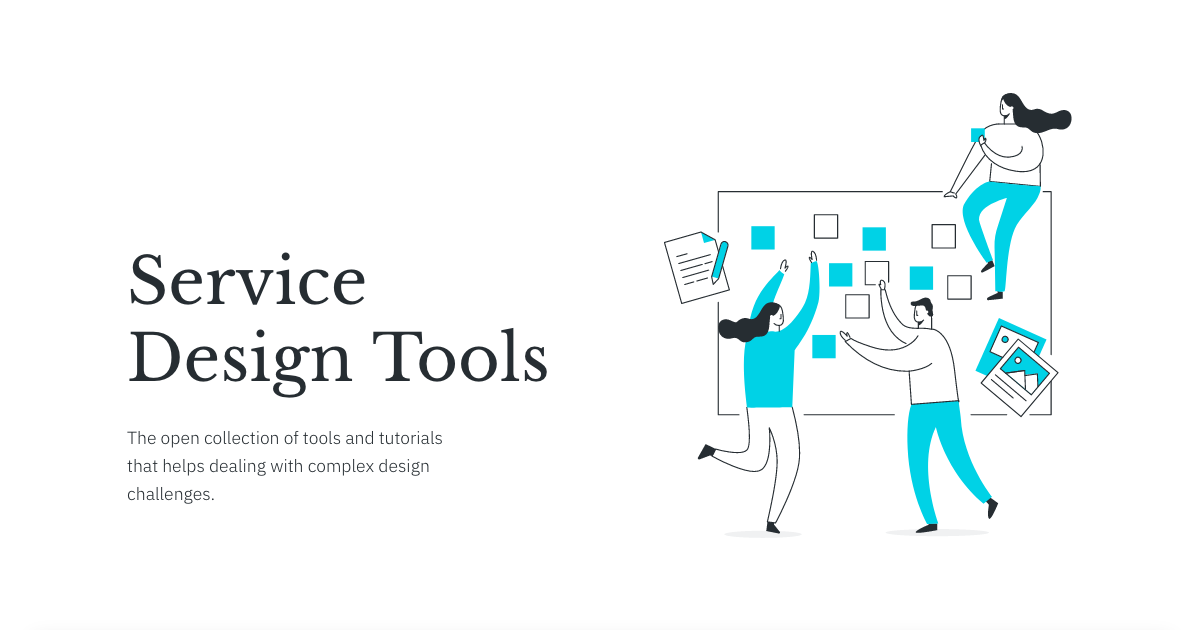 Service
Design Tools
The open collection of tools and tutorials
that helps dealing with complex design
challenges.